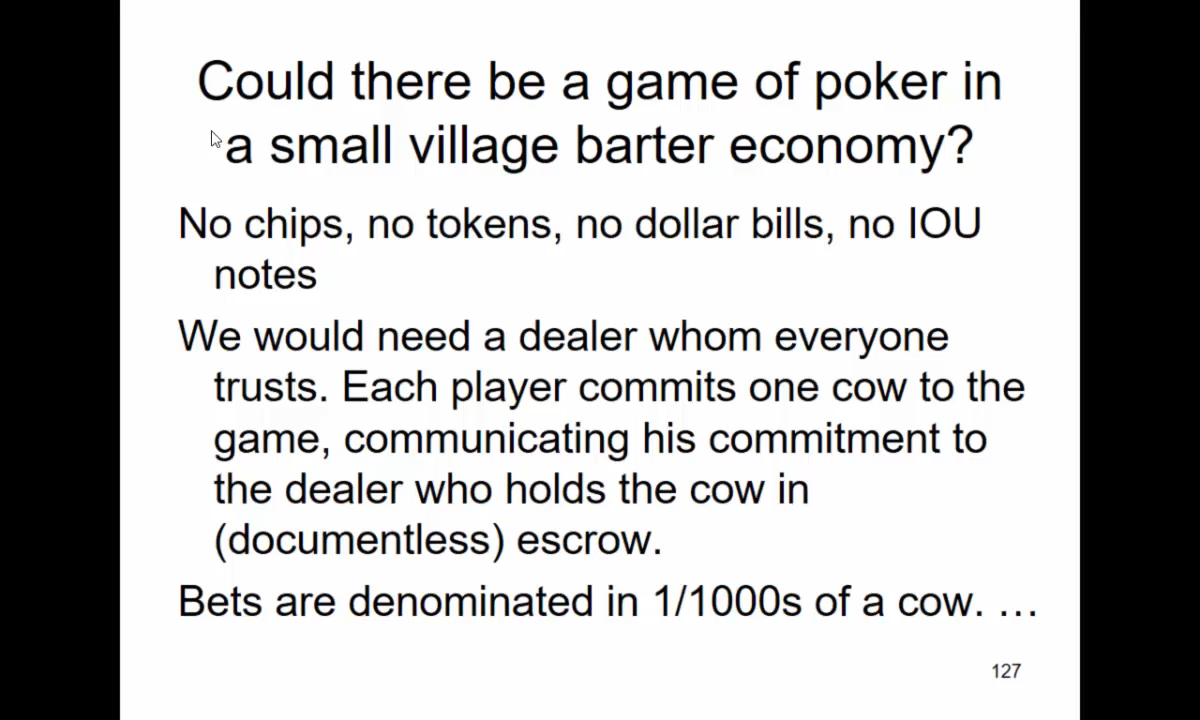 Could there be a game of poker in
a small village barter economy?
No chips, no tokens, no dollar bills, no IOU
notes
We would need a dealer whom everyone
trusts. Each player commits one cow to the
game, communicating his commitment to
the dealer who holds the cow in
(documentless) escrow.
Bets are denominated in 1/1000s of a cow. …
127